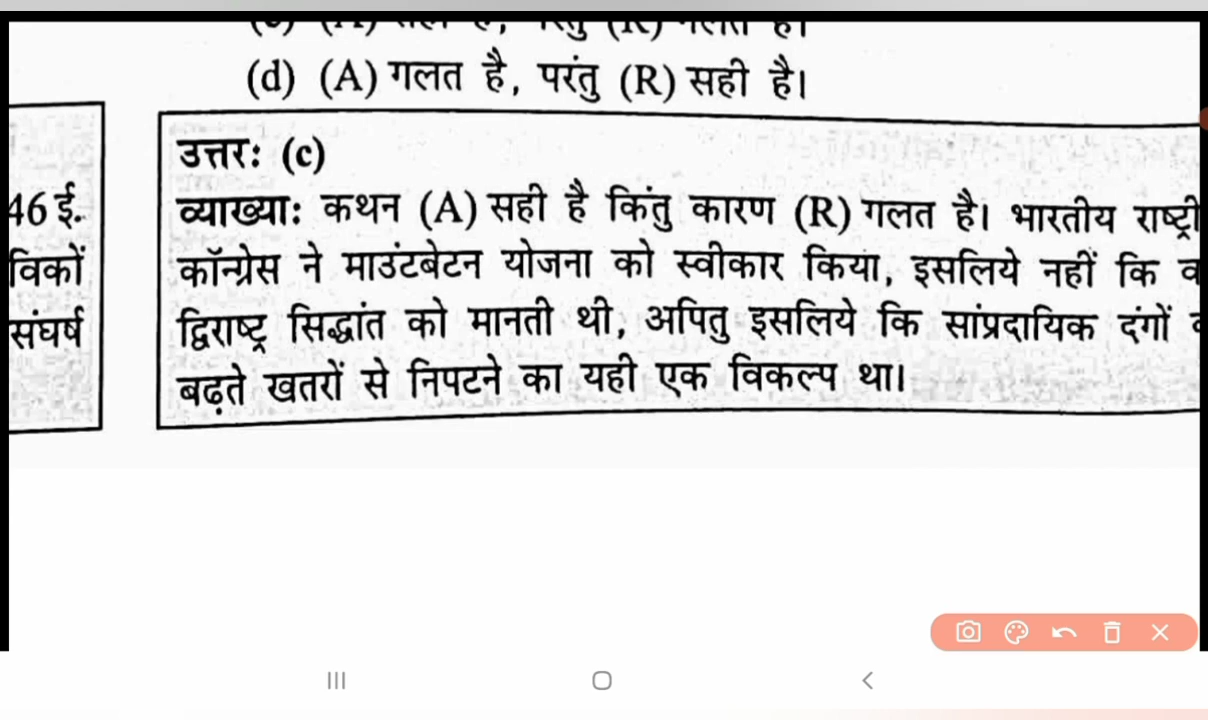 (d) (A) गलत है, परंतु (R) सही है।
46 ई.
विकों
संघर्ष
उत्तरः (c)
व्याख्याः कथन (A) सही है किंतु कारण (R) गलत है। भारतीय राष्ट्री
कॉन्ग्रेस ने माउंटबेटन योजना को स्वीकार किया, इसलिये नहीं कि
द्विराष्ट्र सिद्धांत को मानती थी, अपितु इसलिये कि सांप्रदायिक दंगों
बढ़ते खतरों से निपटने का यही एक विकल्प था।